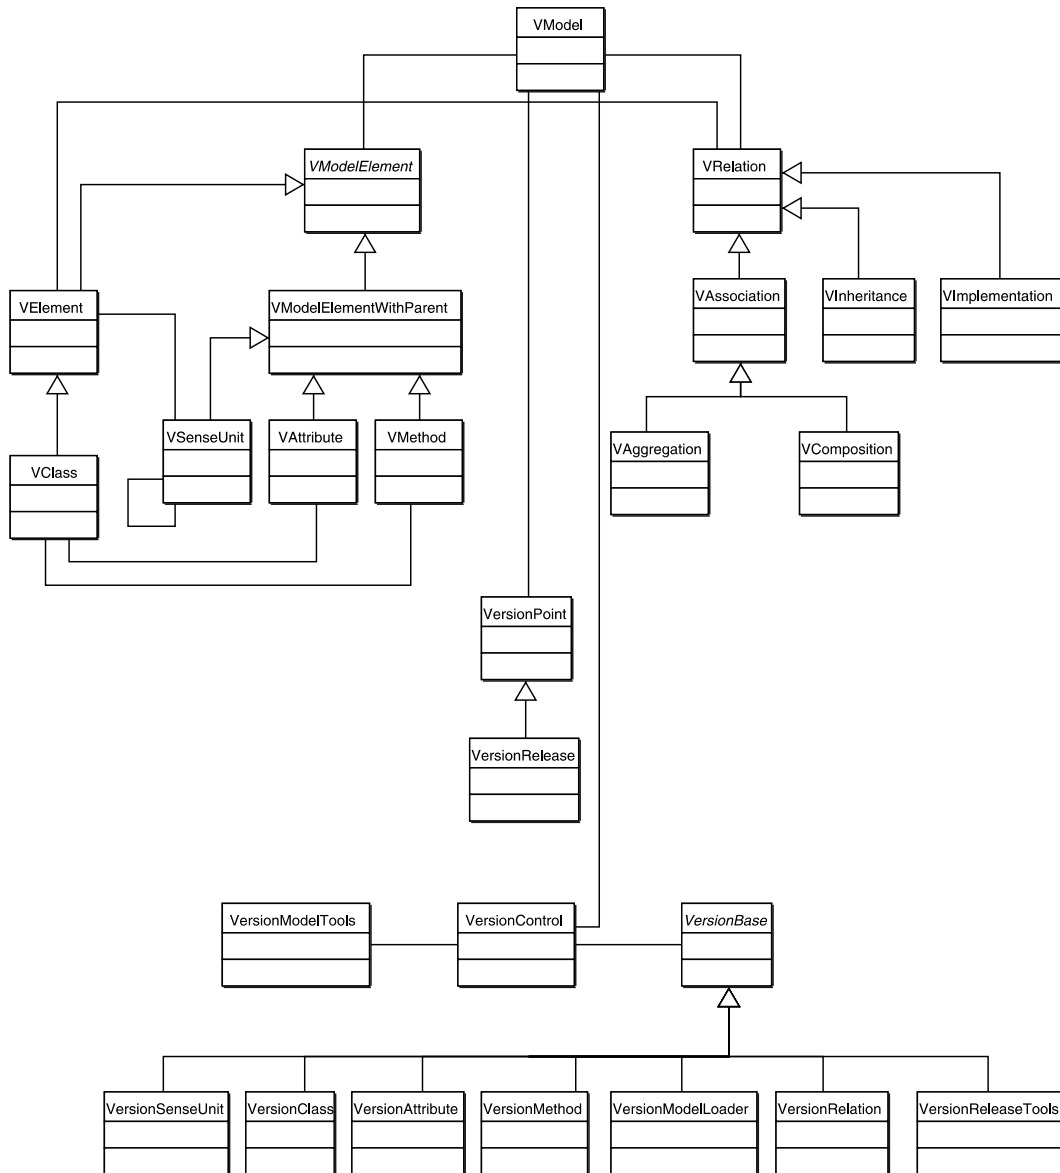 VModel
VModelElement
VRelation
VElement
VModelElementWithParent
VAssociation
VInheritance
VImplementation
VSenseUnit
VAttribute
VMethod
VAggregation
VComposition
VClass
VersionPoint
VersionRelease
VersionModelTools
VersionControl
VersionBase
VersionSenseUnit
VersionClass
VersionAttribute
VersionMethod
VersionModelLoader
VersionRelation
VersionReleaseTools